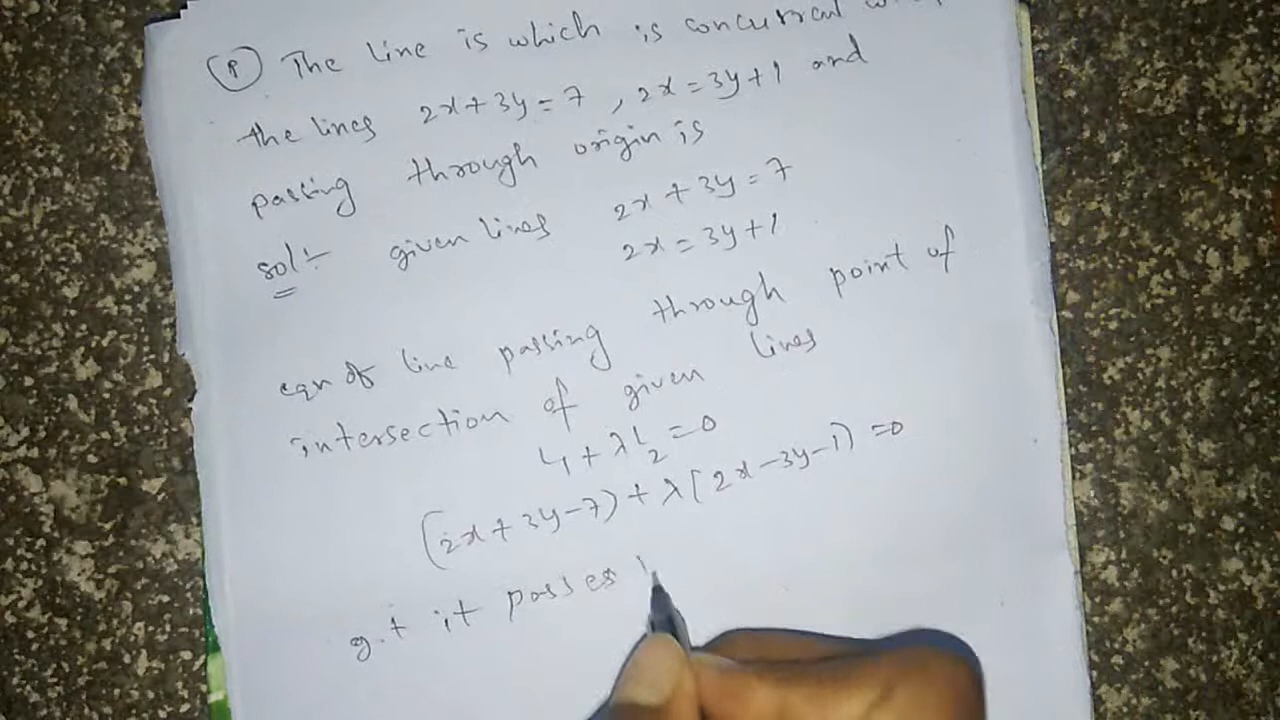 P) The line is which is concurrent
the lines 2x+3y=7, 2x=3y+1 and
passing through origin is
sol:- given lines 2x+3y=7
2x=3y+1
eqn of line passing through point of
intersection of given lines
L1+λL2=0
(2x+3y-7)+λ(2x-3y-1)=0
g.t it passes